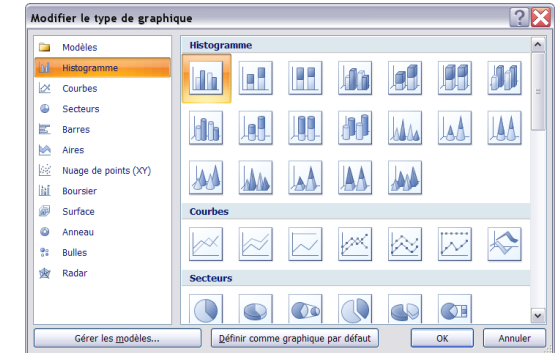 Modifier le type de graphique
Modèles
Histogramme
Courbes
Secteurs
Barres
Aires
Nuage de points (XY)
Boursier
Surface
Anneau
Bulles
Radar
Histogramme
Courbes
Secteurs
Gérer les modèles...
Définir comme graphique par défaut
OK
Annuler